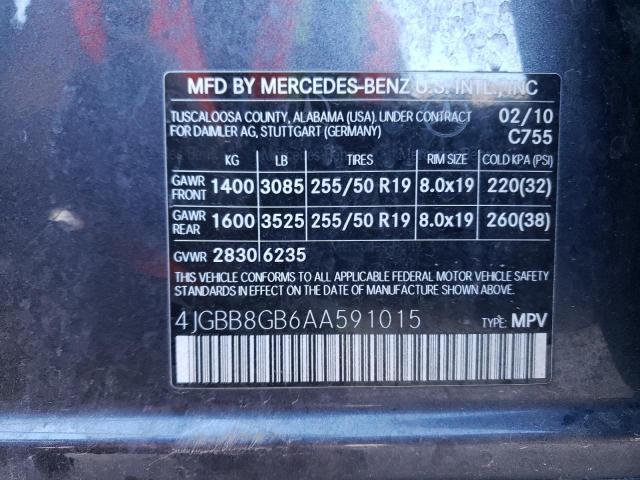 MFD BY MERCEDES-BENZ U.S. INTL., INC
TUSCALOOSA COUNTY, ALABAMA (USA) UNDER CONTRACT 02/10
FOR DAIMLER AG, STUTTGART (GERMANY) C755
KG LB TIRES RIM SIZE COLD KPA (PSI)
GAWR FRONT 1400 3085 255/50 R19 8.0x19 220(32)
GAWR REAR 1600 3525 255/50 R19 8.0x19 260(38)
GVWR 2830 6235
THIS VEHICLE CONFORMS TO ALL APPLICABLE FEDERAL MOTOR VEHICLE SAFETY
STANDARDS IN EFFECT ON THE DATE OF MANUFACTURE SHOWN ABOVE.
4JGBB8GB6AA591015 TYPE: MPV